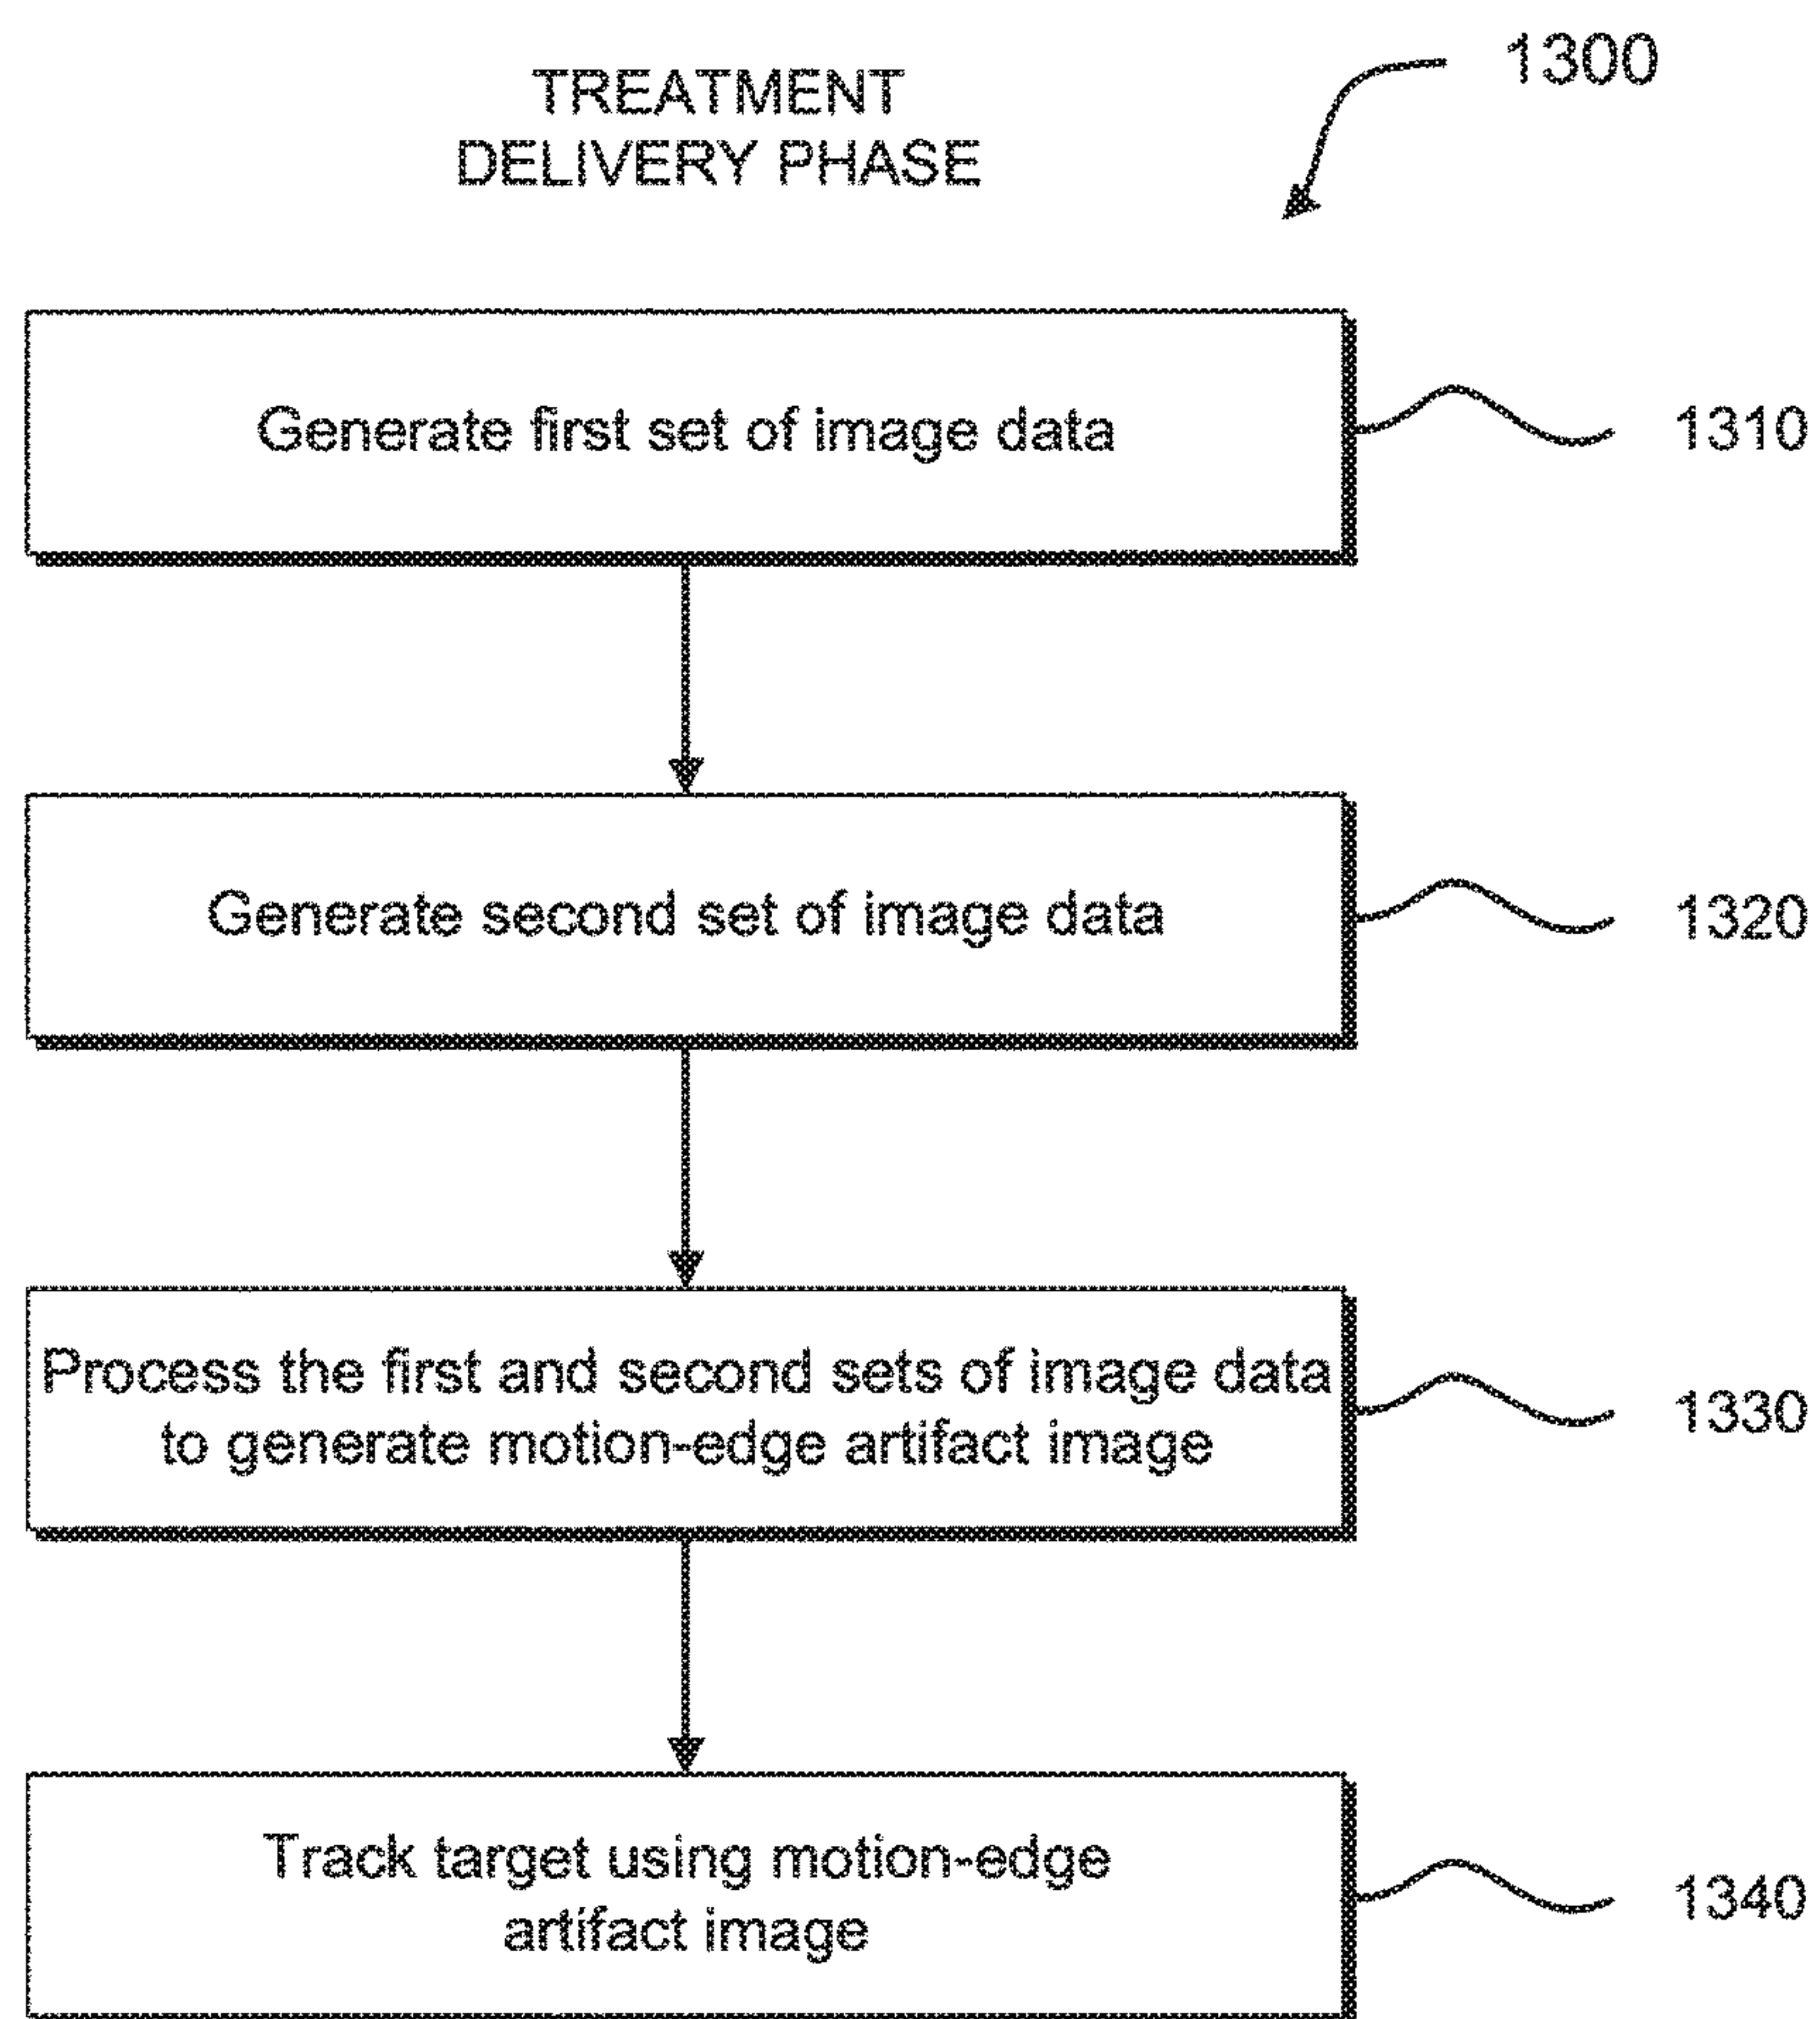 1300
TREATMENT
DELIVERY PHASE
Generate first set of image data
1310
Generate second set of image data
1320
Process the first and second sets of image data
to generate motion-edge artifact image
1330
Track target using motion-edge
artifact image
1340